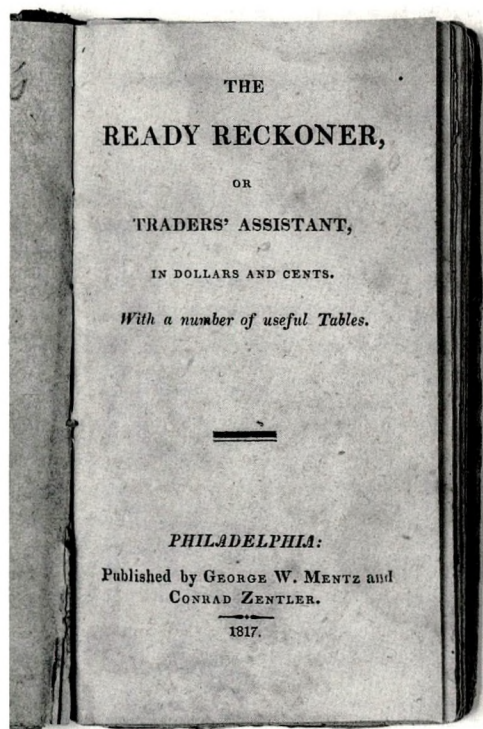 THE
READY RECKONER,
OR
TRADERS' ASSISTANT,
IN DOLLARS AND CENTS.
With a number of useful Tables.
PHILADELPHIA:
Published by GEORGE W. MENTZ and
CONRAD ZENTLER.
1817.